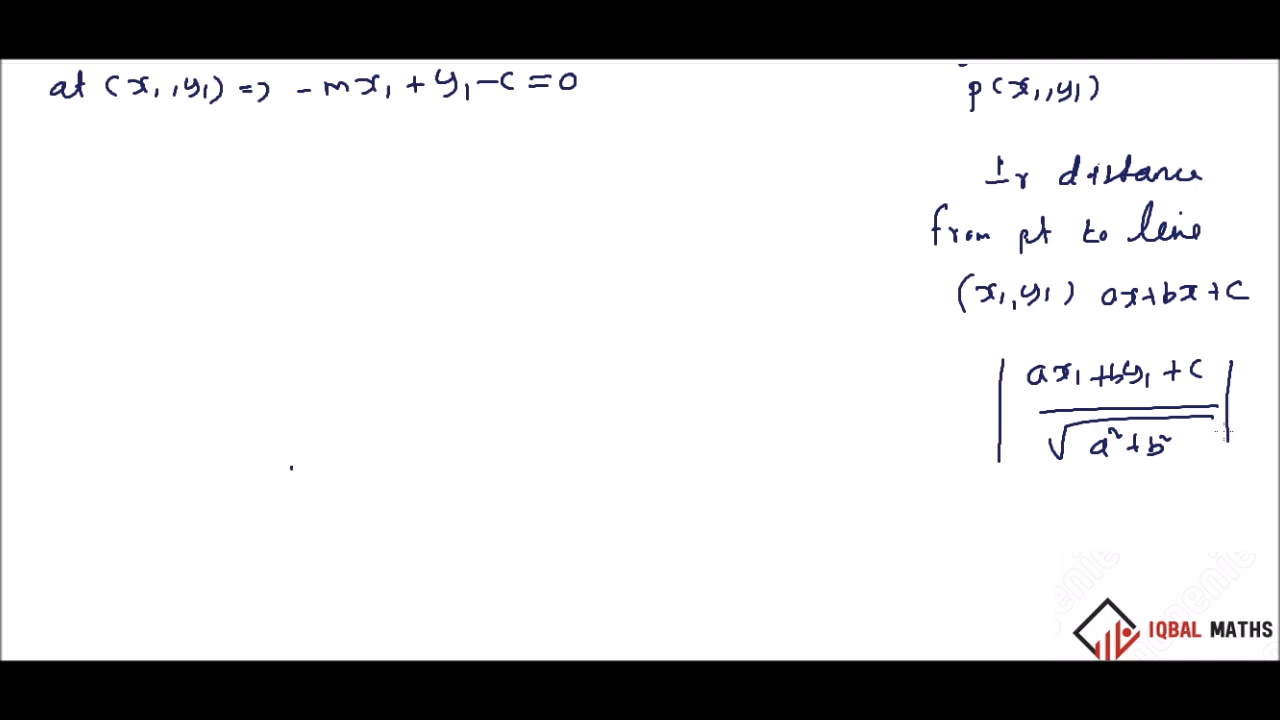 at (x₁, y₁) => - mx₁ + y₁ - c = 0
p(x₁, y₁)
⊥r distance
from pt to line
(x₁, y₁) ax+bx+c
| ax₁+by₁+c / √(a²+b²) |
IQBAL MATHS